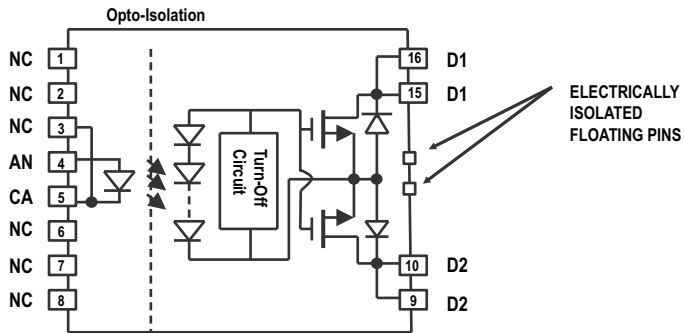 Opto-Isolation
NC 1
NC 2
NC 3
AN 4
CA 5
NC 6
NC 7
NC 8
Turn-Off
Circuit
16 D1
15 D1
ELECTRICALLY
ISOLATED
FLOATING PINS
10 D2
9 D2